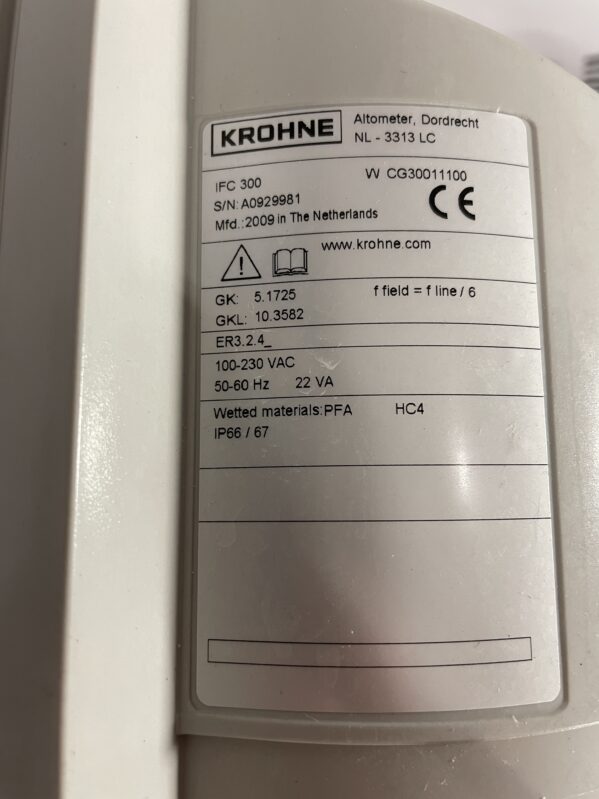 KROHNE
Altometer, Dordrecht
NL - 3313 LC
IFC 300 W CG30011100
S/N: A0929981
Mfd.:2009 in The Netherlands
CE
www.krohne.com
GK: 5.1725 f field = f line / 6
GKL: 10.3582
ER3.2.4_
100-230 VAC
50-60 Hz 22 VA
Wetted materials:PFA HC4
IP66 / 67